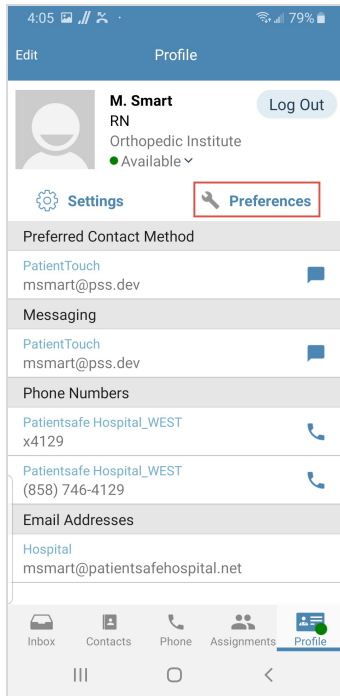 4:05 79%
Edit Profile
M. Smart
RN
Orthopedic Institute
Available
Log Out
Settings Preferences
Preferred Contact Method
PatientTouch
msmart@pss.dev
Messaging
PatientTouch
msmart@pss.dev
Phone Numbers
Patientsafe Hospital_WEST
x4129
Patientsafe Hospital_WEST
(858) 746-4129
Email Addresses
Hospital
msmart@patientsafehospital.net
Inbox Contacts Phone Assignments Profile